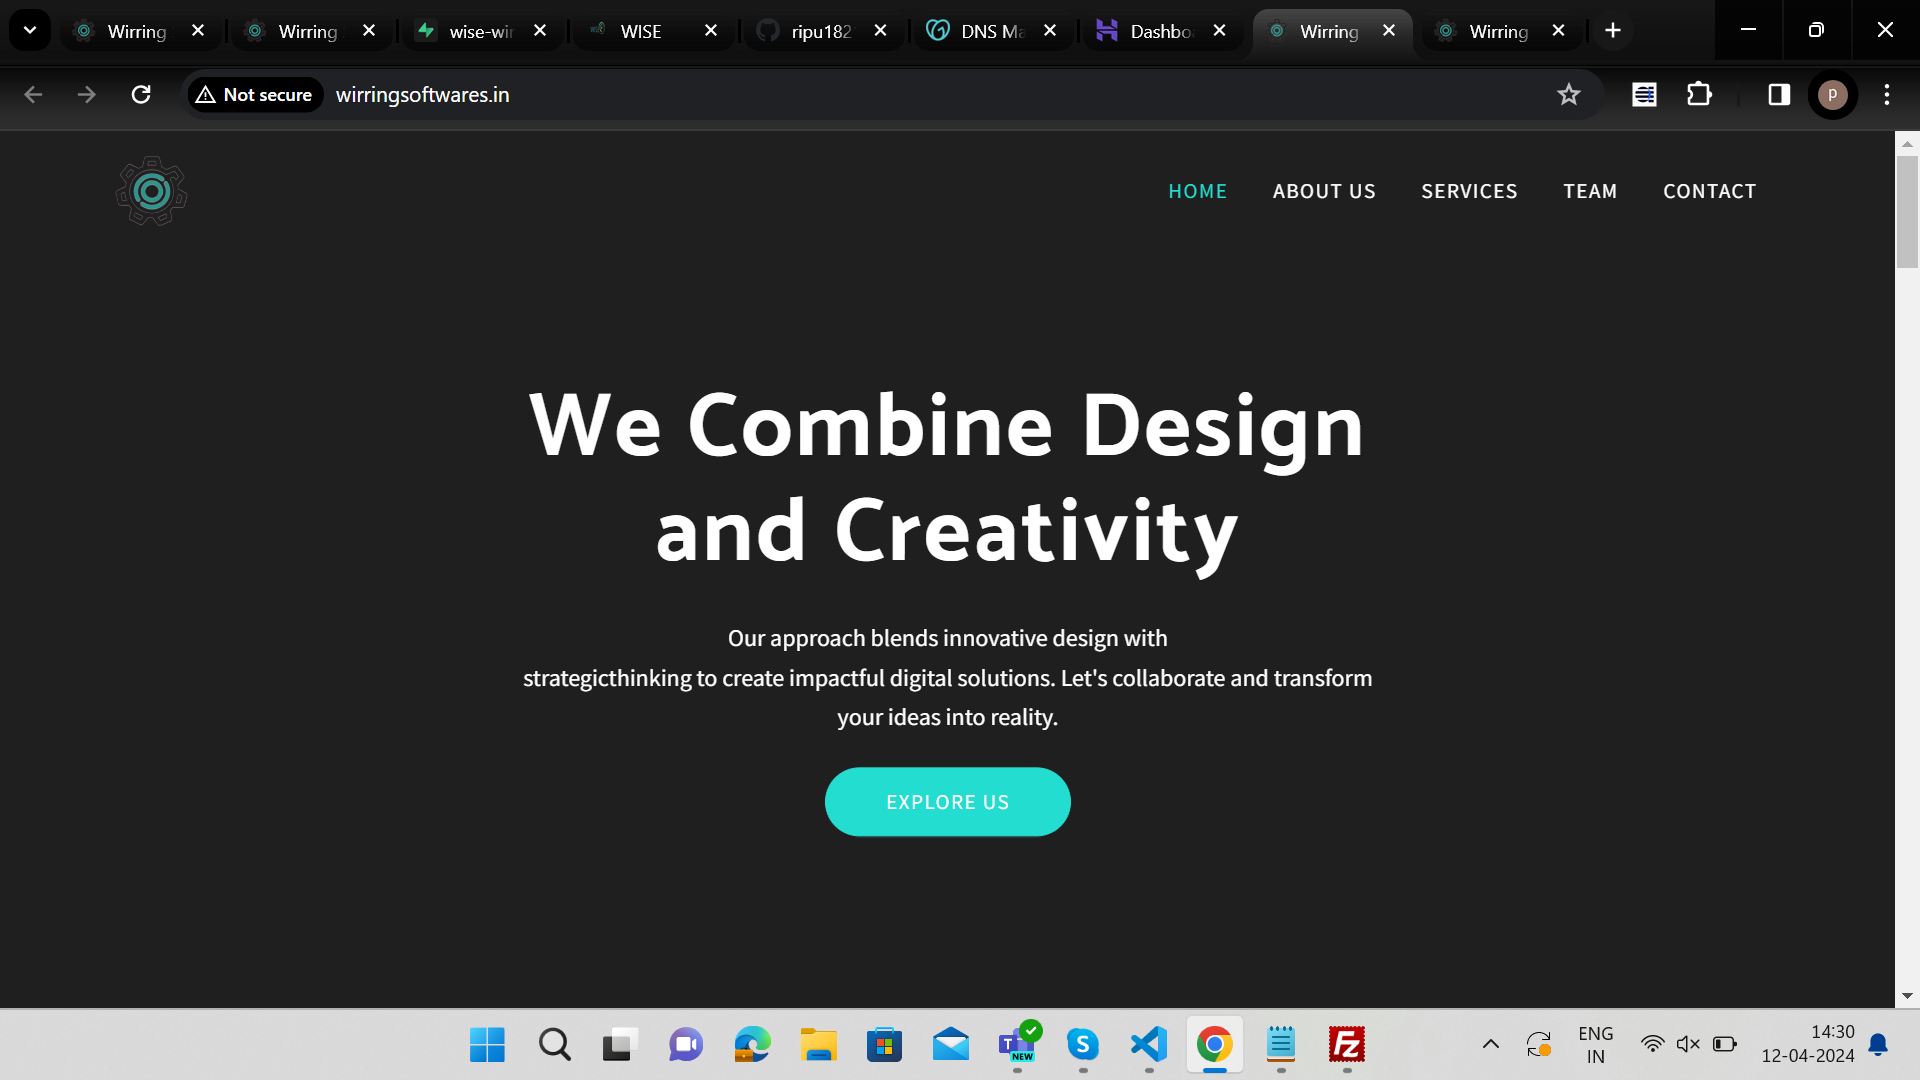 Wirring
Wirring
wise-wir
WISE
ripu182
DNS Ma
Dashbo
Wirring
Wirring
Not secure
wirringsoftwares.in
P
HOME
ABOUT US
SERVICES
TEAM
CONTACT
We Combine Design
and Creativity
Our approach blends innovative design with
strategicthinking to create impactful digital solutions. Let's collaborate and transform
your ideas into reality.
EXPLORE US
T
NEW
S
FZ
ENG
IN
14:30
12-04-2024